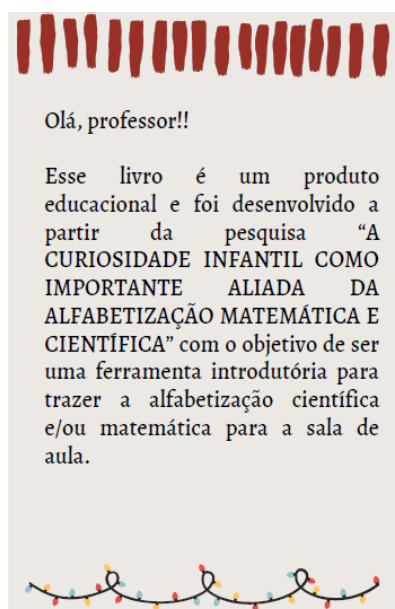 Olá, professor!!
Esse livro é um produto
educacional e foi desenvolvido a
partir da pesquisa “A
CURIOSIDADE INFANTIL COMO
IMPORTANTE ALIADA DA
ALFABETIZAÇÃO MATEMÁTICA E
CIENTÍFICA” com o objetivo de ser
uma ferramenta introdutória para
trazer a alfabetização científica
e/ou matemática para a sala de
aula.